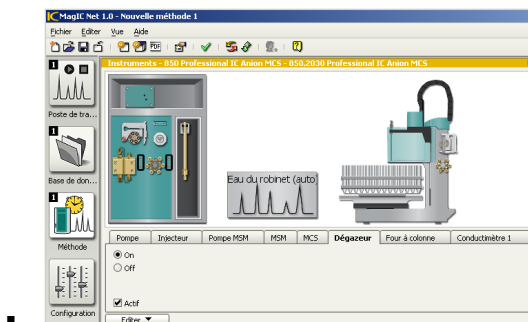 MagIC Net 1.0 - Nouvelle méthode 1
Fichier Editer Vue Aide
PDF
Instruments - 850 Professional IC Anion MCS - 850.2030 Professional IC Anion MCS
1
Poste de tra...
1
Base de don...
1
Méthode
Configuration
Eau du robinet (auto)
Pompe Injecteur Pompe MSM MSM MCS Dégazeur Four à colonne Conductimètre 1
On
Off
Actif
Editer